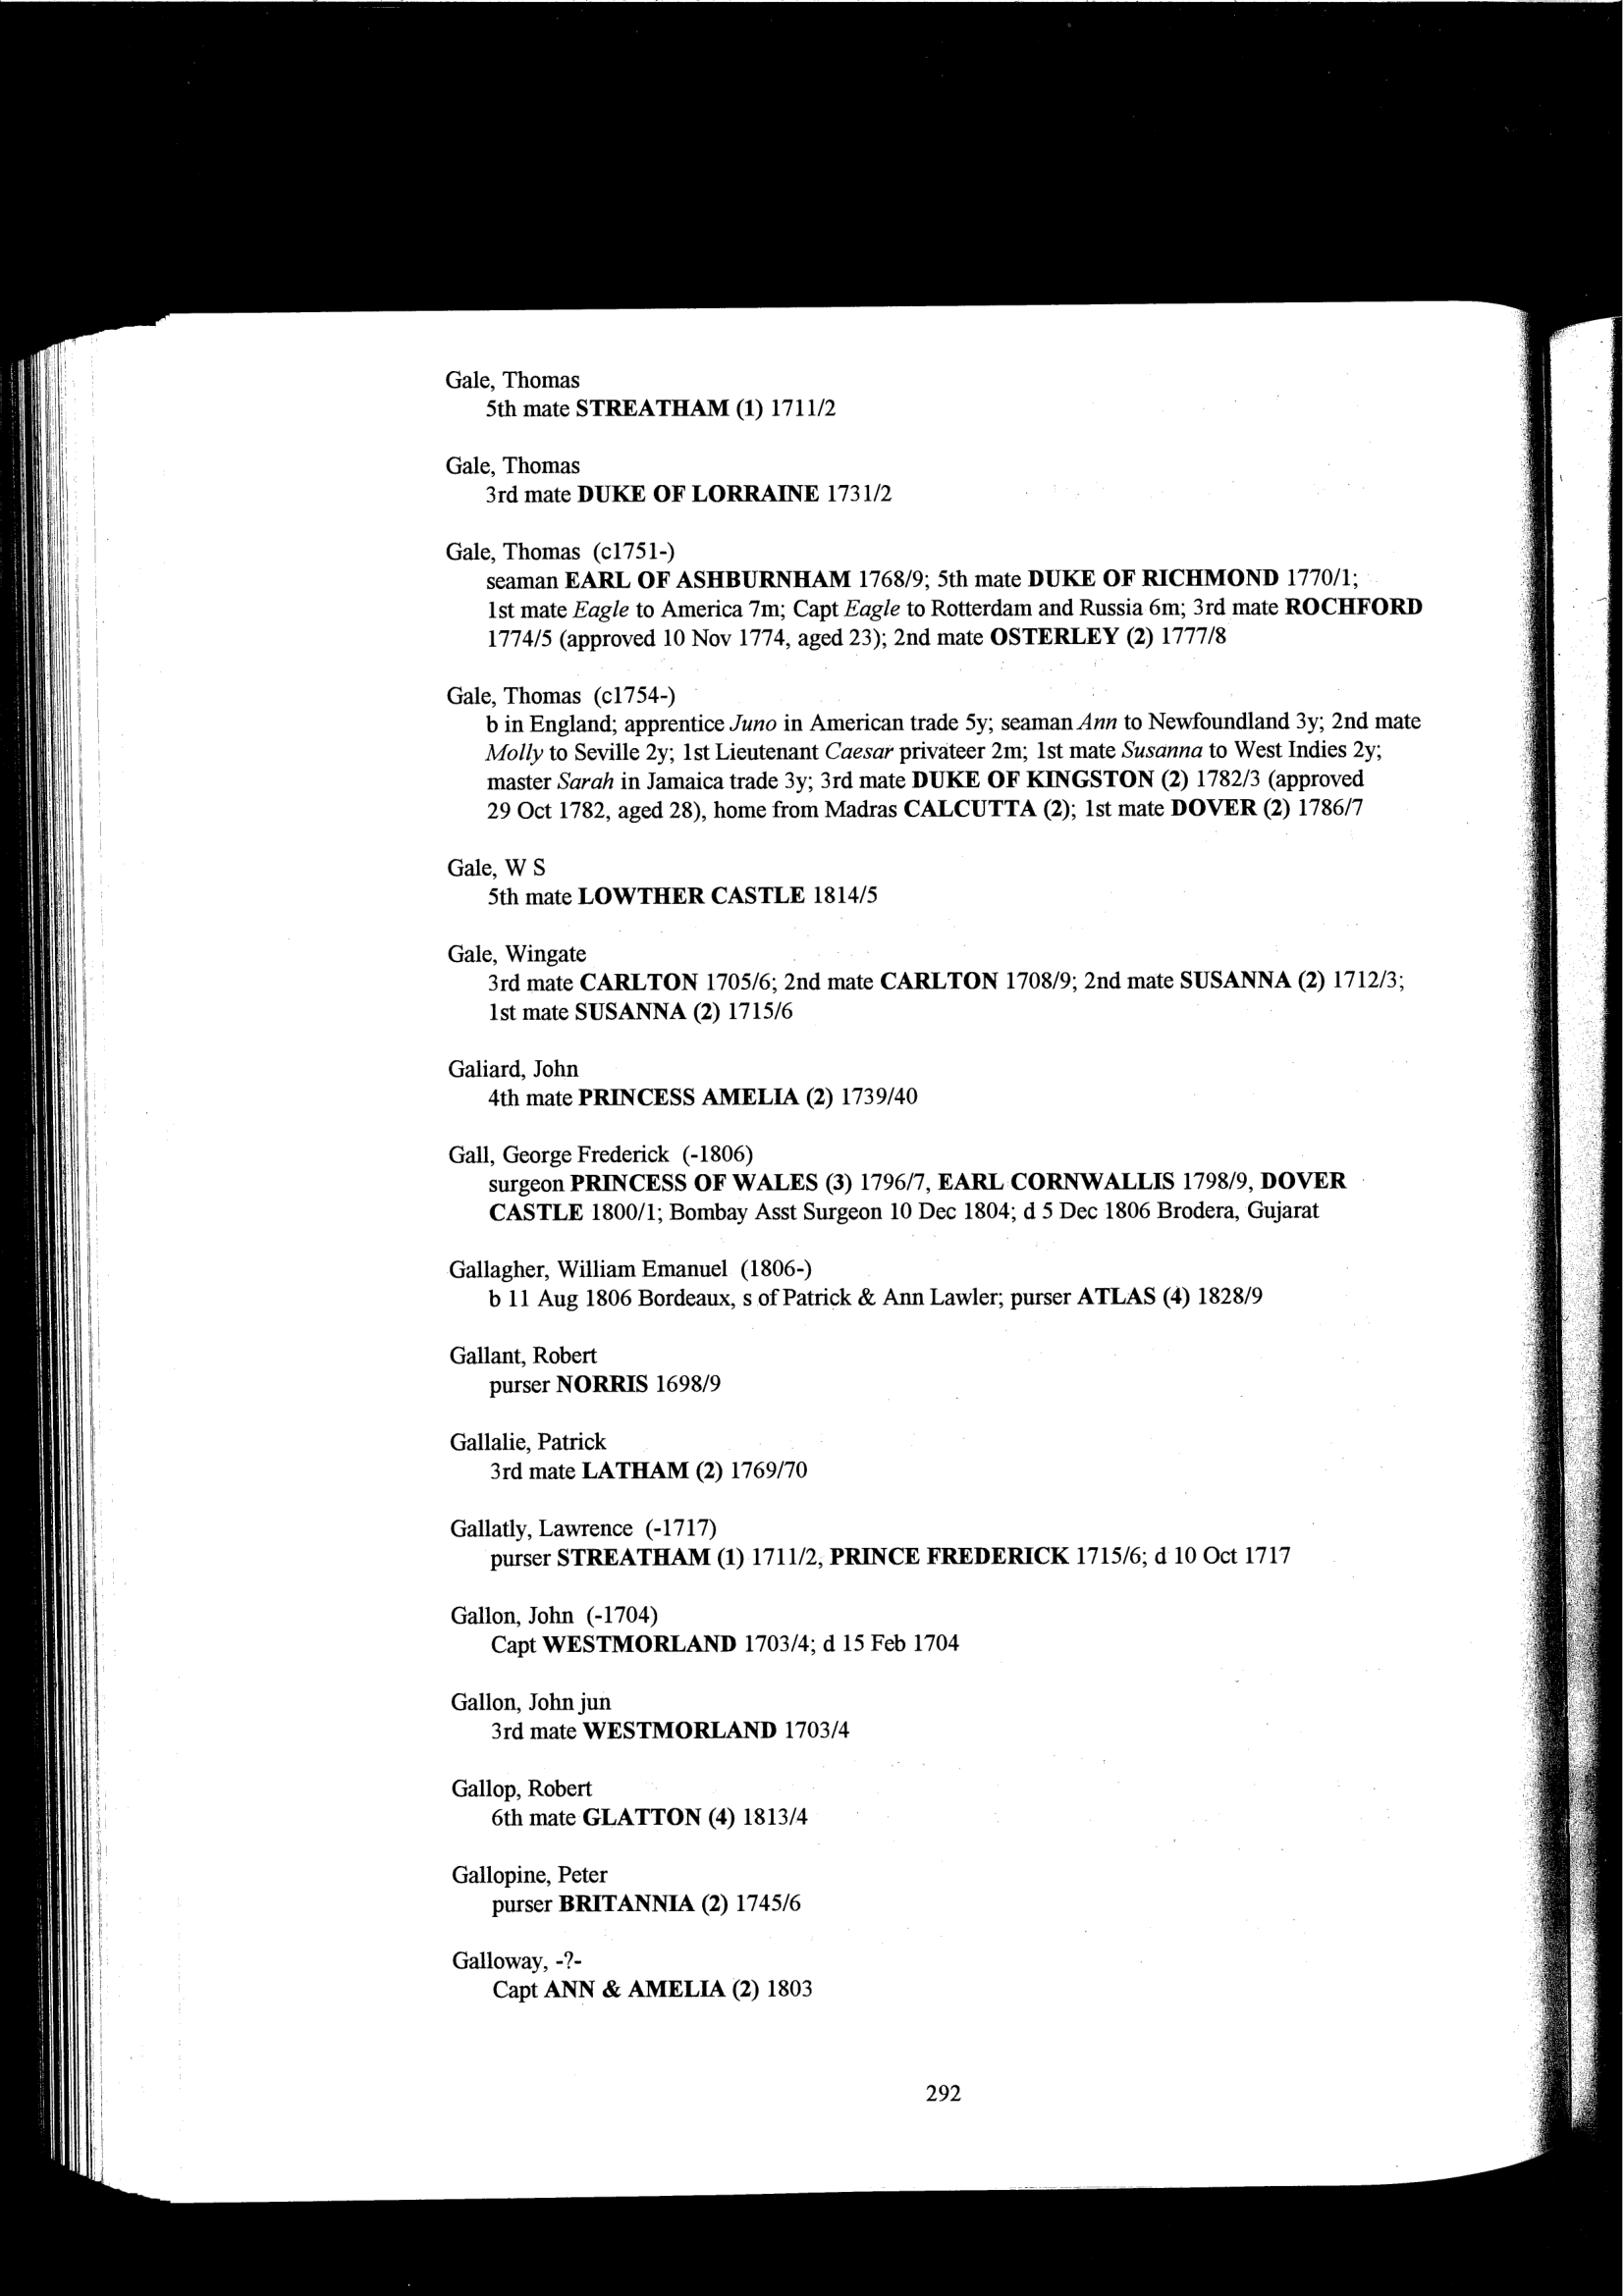 Gale, Thomas
5th mate STREATHAM (1) 1711/2
Gale, Thomas
3rd mate DUKE OF LORRAINE 1731/2
Gale, Thomas (c1751-)
seaman EARL OF ASHBURNHAM 1768/9; 5th mate DUKE OF RICHMOND 1770/1;
1st mate Eagle to America 7m; Capt Eagle to Rotterdam and Russia 6m; 3rd mate ROCHFORD
1774/5 (approved 10 Nov 1774, aged 23); 2nd mate OSTERLEY (2) 1777/8
Gale, Thomas (c1754-)
b in England; apprentice Juno in American trade 5y; seaman Ann to Newfoundland 3y; 2nd mate
Molly to Seville 2y; 1st Lieutenant Caesar privateer 2m; 1st mate Susanna to West Indies 2y;
master Sarah in Jamaica trade 3y; 3rd mate DUKE OF KINGSTON (2) 1782/3 (approved
29 Oct 1782, aged 28), home from Madras CALCUTTA (2); 1st mate DOVER (2) 1786/7
Gale, W S
5th mate LOWTHER CASTLE 1814/5
Gale, Wingate
3rd mate CARLTON 1705/6; 2nd mate CARLTON 1708/9; 2nd mate SUSANNA (2) 1712/3;
1st mate SUSANNA (2) 1715/6
Galiard, John
4th mate PRINCESS AMELIA (2) 1739/40
Gall, George Frederick (-1806)
surgeon PRINCESS OF WALES (3) 1796/7, EARL CORNWALLIS 1798/9, DOVER
CASTLE 1800/1; Bombay Asst Surgeon 10 Dec 1804; d 5 Dec 1806 Brodera, Gujarat
Gallagher, William Emanuel (1806-)
b 11 Aug 1806 Bordeaux, s of Patrick & Ann Lawler; purser ATLAS (4) 1828/9
Gallant, Robert
purser NORRIS 1698/9
Gallalie, Patrick
3rd mate LATHAM (2) 1769/70
Gallatly, Lawrence (-1717)
purser STREATHAM (1) 1711/2, PRINCE FREDERICK 1715/6; d 10 Oct 1717
Gallon, John (-1704)
Capt WESTMORLAND 1703/4; d 15 Feb 1704
Gallon, John jun
3rd mate WESTMORLAND 1703/4
Gallop, Robert
6th mate GLATTON (4) 1813/4
Gallopine, Peter
purser BRITANNIA (2) 1745/6
Galloway, -?-
Capt ANN & AMELIA (2) 1803
292